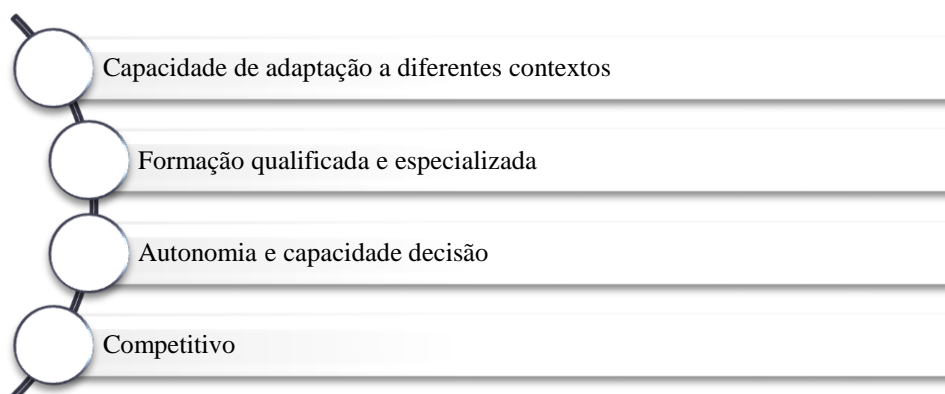 Capacidade de adaptação a diferentes contextos
Formação qualificada e especializada
Autonomia e capacidade decisão
Competitivo